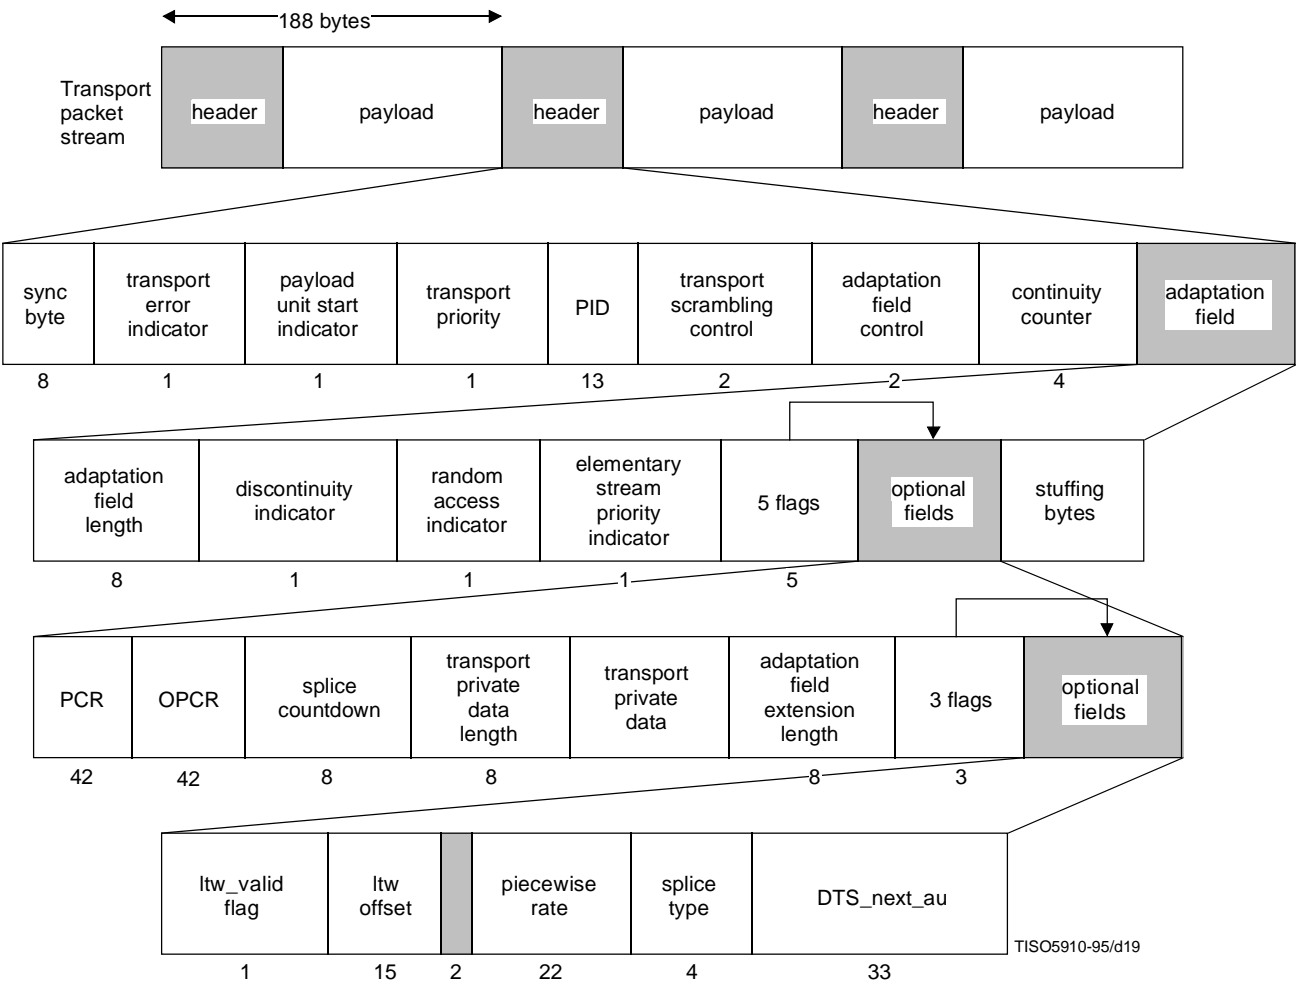 188 bytes
Transport
packet
stream
header
payload
header
payload
header
payload
sync
byte
transport
error
indicator
payload
unit start
indicator
transport
priority
PID
transport
scrambling
control
adaptation
field
control
continuity
counter
adaptation
field
8
1
1
1
13
2
2
4
adaptation
field
length
discontinuity
indicator
random
access
indicator
elementary
stream
priority
indicator
5 flags
optional
fields
stuffing
bytes
8
1
1
1
5
PCR
OPCR
splice
countdown
transport
private
data
length
transport
private
data
adaptation
field
extension
length
3 flags
optional
fields
42
42
8
8
8
3
ltw_valid
flag
ltw
offset
piecewise
rate
splice
type
DTS_next_au
TISO5910-95/d19
1
15
2
22
4
33